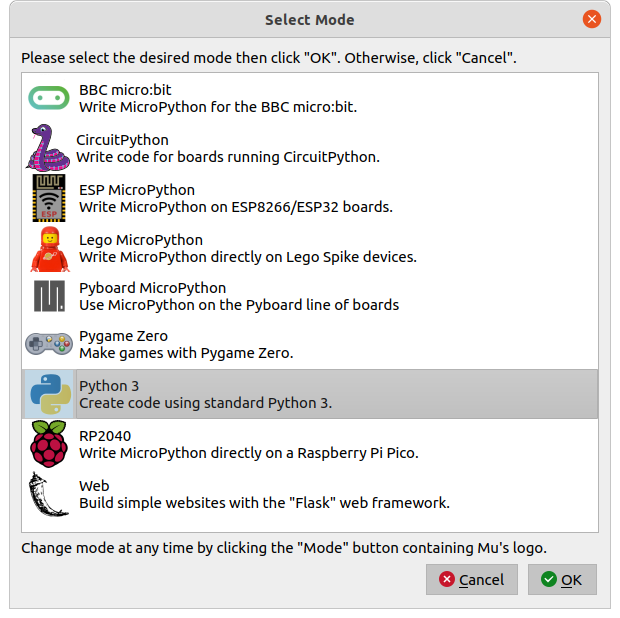 Select Mode
Please select the desired mode then click "OK". Otherwise, click "Cancel".
BBC micro:bit
Write MicroPython for the BBC micro:bit.
CircuitPython
Write code for boards running CircuitPython.
ESP MicroPython
Write MicroPython on ESP8266/ESP32 boards.
ESP
Lego MicroPython
Write MicroPython directly on Lego Spike devices.
Pyboard MicroPython
Use MicroPython on the Pyboard line of boards
Pygame Zero
Make games with Pygame Zero.
Python 3
Create code using standard Python 3.
RP2040
Write MicroPython directly on a Raspberry Pi Pico.
Web
Build simple websites with the "Flask" web framework.
Change mode at any time by clicking the "Mode" button containing Mu's logo.
Cancel
OK